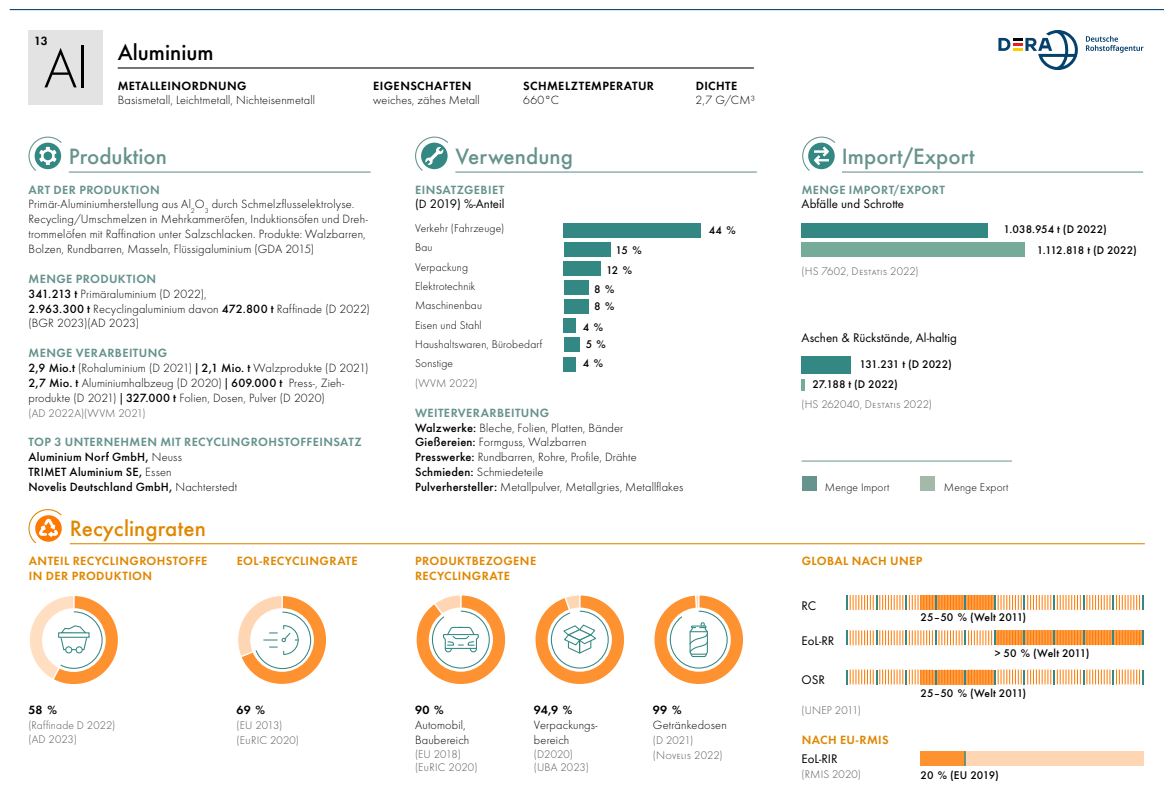 13
Al
Aluminium
DERA Deutsche
Rohstoffagentur
METALLEINORDNUNG
Basismetall, Leichtmetall, Nichteisenmetall
EIGENSCHAFTEN
weiches, zähes Metall
SCHMELZTEMPERATUR
660°C
DICHTE
2,7 G/CM³
Produktion
ART DER PRODUKTION
Primär-Aluminiumherstellung aus Al₂O₃ durch Schmelzflusselektrolyse.
Recycling/Umschmelzen in Mehrkammeröfen, Induktionsöfen und Dreh-
trommelöfen mit Raffination unter Salzschlacken. Produkte: Walzbarren,
Bolzen, Rundbarren, Masseln, Flüssigaluminium (GDA 2015)
MENGE PRODUKTION
341.213 t Primäraluminium (D 2022),
2.963.300 t Recyclingaluminium davon 472.800 t Raffinade (D 2022)
(BGR 2023)(AD 2023)
MENGE VERARBEITUNG
2,9 Mio.t (Rohaluminium (D 2021) | 2,1 Mio. t Walzprodukte (D 2021)
2,7 Mio. t Aluminiumhalbzeug (D 2020) | 609.000 t Press-, Zieh-
produkte (D 2021) | 327.000 t Folien, Dosen, Pulver (D 2020)
(AD 2022A)(WVM 2021)
TOP 3 UNTERNEHMEN MIT RECYCLINGROHSTOFFEINSATZ
Aluminium Norf GmbH, Neuss
TRIMET Aluminium SE, Essen
Novelis Deutschland GmbH, Nachterstedt
Verwendung
EINSATZGEBIET
(D 2019) %-Anteil
Verkehr (Fahrzeuge) 44 %
Bau 15 %
Verpackung 12 %
Elektrotechnik 8 %
Maschinenbau 8 %
Eisen und Stahl 4 %
Haushaltswaren, Bürobedarf 5 %
Sonstige 4 %
(WVM 2022)
WEITERVERARBEITUNG
Walzwerke: Bleche, Folien, Platten, Bänder
Gießereien: Formguss, Walzbarren
Presswerke: Rundbarren, Rohre, Profile, Drähte
Schmieden: Schmiedeteile
Pulverhersteller: Metallpulver, Metallgries, Metallflakes
Import/Export
MENGE IMPORT/EXPORT
Abfälle und Schrotte
1.038.954 t (D 2022)
1.112.818 t (D 2022)
(HS 7602, Destatis 2022)
Aschen & Rückstände, Al-haltig
131.231 t (D 2022)
27.188 t (D 2022)
(HS 262040, Destatis 2022)
Menge Import Menge Export
Recyclingraten
ANTEIL RECYCLINGROHSTOFFE
IN DER PRODUKTION
58 %
(Raffinade D 2022)
(AD 2023)
EOL-RECYCLINGRATE
69 %
(EU 2013)
(EuRIC 2020)
PRODUKTBEZOGENE
RECYCLINGRATE
90 %
Automobil,
Baubereich
(EU 2018)
(EuRIC 2020)
94,9 %
Verpackungs-
bereich
(D2020)
(UBA 2023)
99 %
Getränkedosen
(D 2021)
(Novelis 2022)
GLOBAL NACH UNEP
RC
25–50 % (Welt 2011)
EoL-RR
> 50 % (Welt 2011)
OSR
25–50 % (Welt 2011)
(UNEP 2011)
NACH EU-RMIS
EoL-RIR
(RMIS 2020)
20 % (EU 2019)